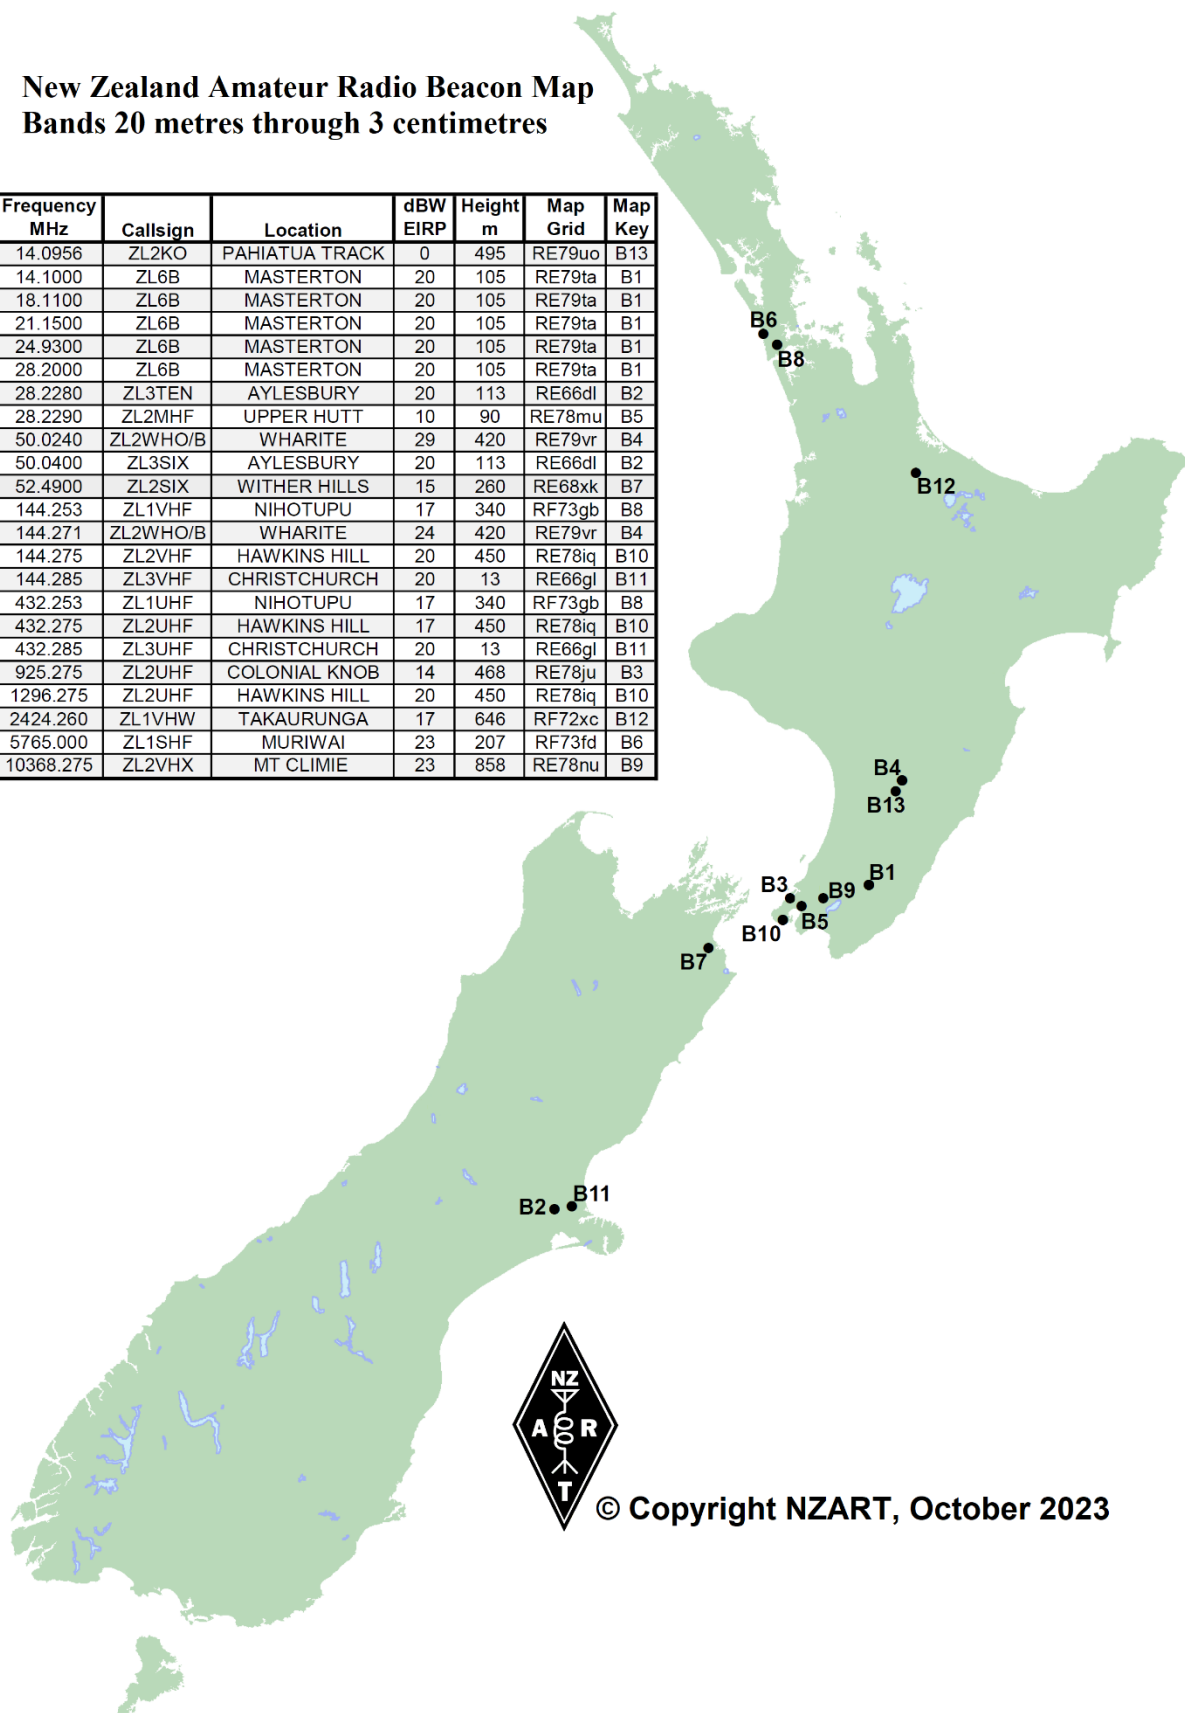 New Zealand Amateur Radio Beacon Map
Bands 20 metres through 3 centimetres
Frequency MHz Callsign Location dBW EIRP Height m Map Grid Map Key
14.0956 ZL2KO PAHIATUA TRACK 0 495 RE79uo B13
14.1000 ZL6B MASTERTON 20 105 RE79ta B1
18.1100 ZL6B MASTERTON 20 105 RE79ta B1
21.1500 ZL6B MASTERTON 20 105 RE79ta B1
24.9300 ZL6B MASTERTON 20 105 RE79ta B1
28.2000 ZL6B MASTERTON 20 105 RE79ta B1
28.2280 ZL3TEN AYLESBURY 20 113 RE66dl B2
28.2290 ZL2MHF UPPER HUTT 10 90 RE78mu B5
50.0240 ZL2WHO/B WHARITE 29 420 RE79vr B4
50.0400 ZL3SIX AYLESBURY 20 113 RE66dl B2
52.4900 ZL2SIX WITHER HILLS 15 260 RE68xk B7
144.253 ZL1VHF NIHOTUPU 17 340 RF73gb B8
144.271 ZL2WHO/B WHARITE 24 420 RE79vr B4
144.275 ZL2VHF HAWKINS HILL 20 450 RE78iq B10
144.285 ZL3VHF CHRISTCHURCH 20 13 RE66gl B11
432.253 ZL1UHF NIHOTUPU 17 340 RF73gb B8
432.275 ZL2UHF HAWKINS HILL 17 450 RE78iq B10
432.285 ZL3UHF CHRISTCHURCH 20 13 RE66gl B11
925.275 ZL2UHF COLONIAL KNOB 14 468 RE78ju B3
1296.275 ZL2UHF HAWKINS HILL 20 450 RE78iq B10
2424.260 ZL1VHW TAKAURUNGA 17 646 RF72xc B12
5765.000 ZL1SHF MURIWAI 23 207 RF73fd B6
10368.275 ZL2VHX MT CLIMIE 23 858 RE78nu B9
B6
B8
B12
B4
B13
B1
B3
B9
B5
B10
B7
B11
B2
NZ
A R
T
© Copyright NZART, October 2023